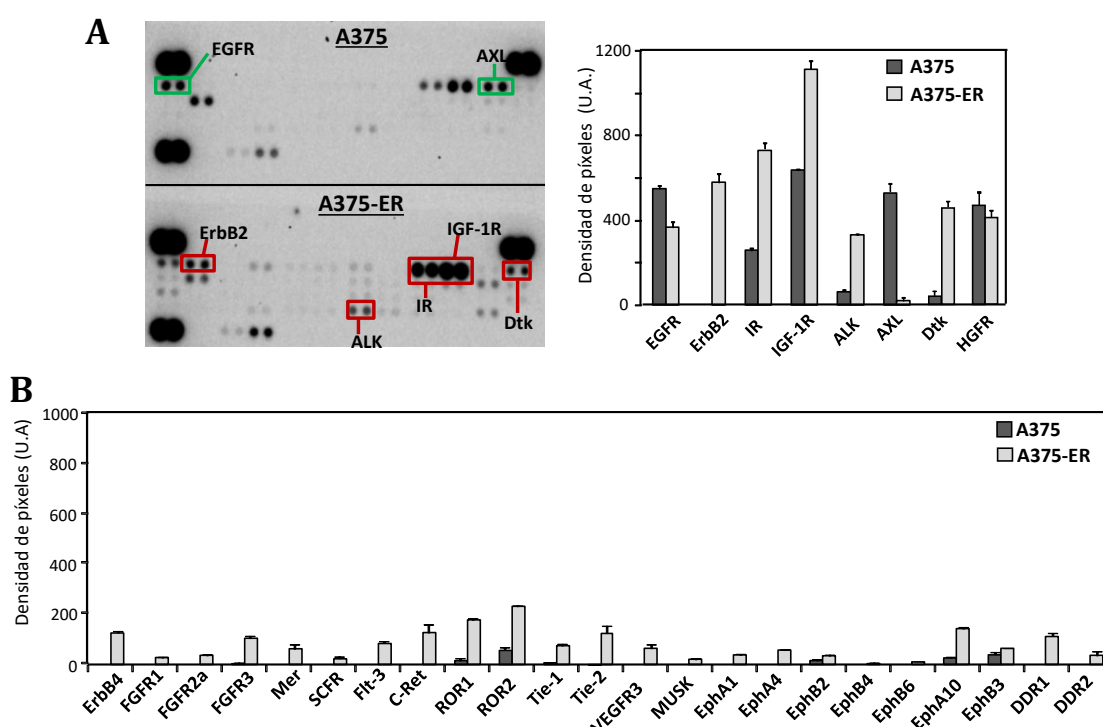 A
A375
EGFR
AXL
A375-ER
ErbB2
IGF-1R
IR
ALK
Dtk
Densidad de píxeles (U.A.)
1200
800
400
0
A375
A375-ER
EGFR
ErbB2
IR
IGF-1R
ALK
AXL
Dtk
HGFR
B
Densidad de píxeles (U.A)
1000
800
600
400
200
0
A375
A375-ER
ErbB4
FGFR1
FGFR2a
FGFR3
Mer
SCFR
Flt-3
C-Ret
ROR1
ROR2
Tie-1
Tie-2
VEGFR3
MUSK
EphA1
EphA4
EphB2
EphB4
EphB6
EphA10
EphB3
DDR1
DDR2